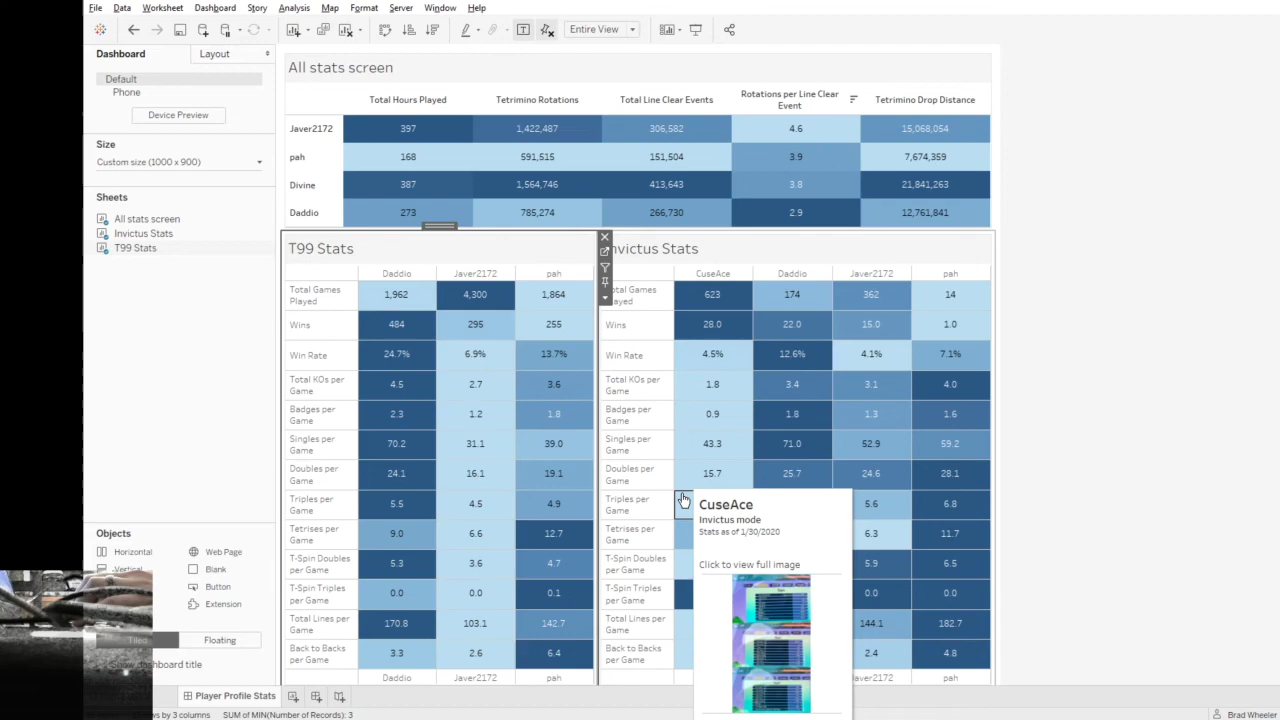 File Data Worksheet Dashboard Story Analysis Map Format Server Window Help
Entire View
Dashboard Layout
Default
Phone
Device Preview
Size
Custom size (1000 x 900)
Sheets
All stats screen
Invictus Stats
T99 Stats
Objects
Horizontal Web Page
Vertical Blank
Button
Extension
Tiled Floating
Show dashboard title
All stats screen
Total Hours Played Tetrimino Rotations Total Line Clear Events Rotations per Line Clear Event Tetrimino Drop Distance
Javer2172 397 1,422,487 306,582 4.6 15,068,054
pah 168 591,515 151,504 3.9 7,674,359
Divine 387 1,564,746 413,643 3.8 21,841,263
Daddio 273 785,274 266,730 2.9 12,761,841
T99 Stats
Daddio Javer2172 pah
Total Games Played 1,962 4,300 1,864
Wins 484 295 255
Win Rate 24.7% 6.9% 13.7%
Total KOs per Game 4.5 2.7 3.6
Badges per Game 2.3 1.2 1.8
Singles per Game 70.2 31.1 39.0
Doubles per Game 24.1 16.1 19.1
Triples per Game 5.5 4.5 4.9
Tetrises per Game 9.0 6.6 12.7
T-Spin Doubles per Game 5.3 3.6 4.7
T-Spin Triples per Game 0.0 0.0 0.1
Total Lines per Game 170.8 103.1 142.7
Back to Backs per Game 3.3 2.6 6.4
Daddio Javer2172 pah
Invictus Stats
CuseAce Daddio Javer2172 pah
Total Games Played 623 174 362 14
Wins 28.0 22.0 15.0 1.0
Win Rate 4.5% 12.6% 4.1% 7.1%
Total KOs per Game 1.8 3.4 3.1 4.0
Badges per Game 0.9 1.8 1.3 1.6
Singles per Game 43.3 71.0 52.9 59.2
Doubles per Game 15.7 25.7 24.6 28.1
Triples per Game 5.6 6.8
Tetrises per Game 6.3 11.7
T-Spin Doubles per Game 5.9 6.5
T-Spin Triples per Game 0.0 0.0
Total Lines per Game 144.1 182.7
Back to Backs per Game 2.4 4.8
Javer2172 pah
CuseAce
Invictus mode
Stats as of 1/30/2020
Click to view full image
Player Profile Stats
rows by 3 columns SUM of MIN(Number of Records): 3
Brad Wheeler